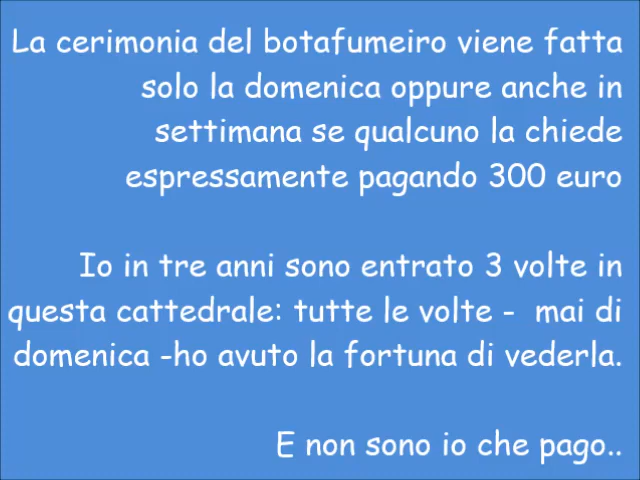 La cerimonia del botafumeiro viene fatta
solo la domenica oppure anche in
settimana se qualcuno la chiede
espressamente pagando 300 euro
Io in tre anni sono entrato 3 volte in
questa cattedrale: tutte le volte -  mai di
domenica -ho avuto la fortuna di vederla.
E non sono io che pago..